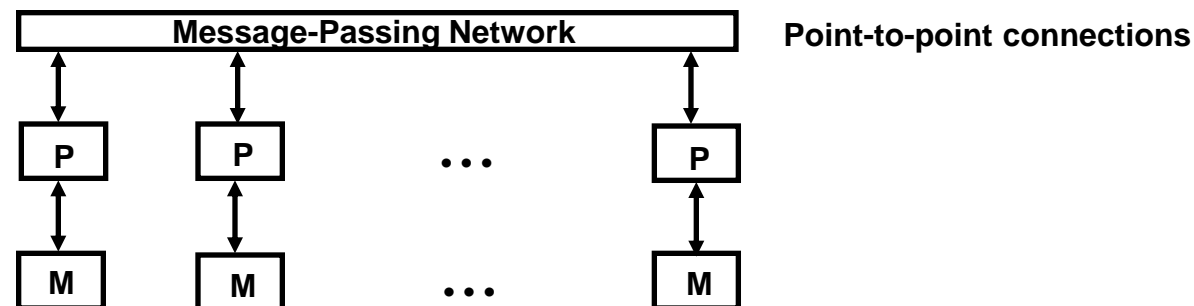 Message-Passing Network Point-to-point connections
P P ... P
M M ... M